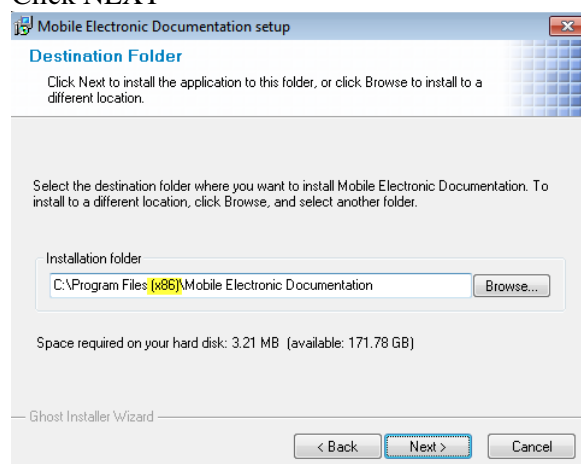 Click NEXT
Mobile Electronic Documentation setup
Destination Folder
Click Next to install the application to this folder, or click Browse to install to a
different location.
Select the destination folder where you want to install Mobile Electronic Documentation. To
install to a different location, click Browse, and select another folder.
Installation folder
C:\Program Files (x86)\Mobile Electronic Documentation
Browse...
Space required on your hard disk: 3.21 MB (available: 171.78 GB)
Ghost Installer Wizard
< Back Next > Cancel